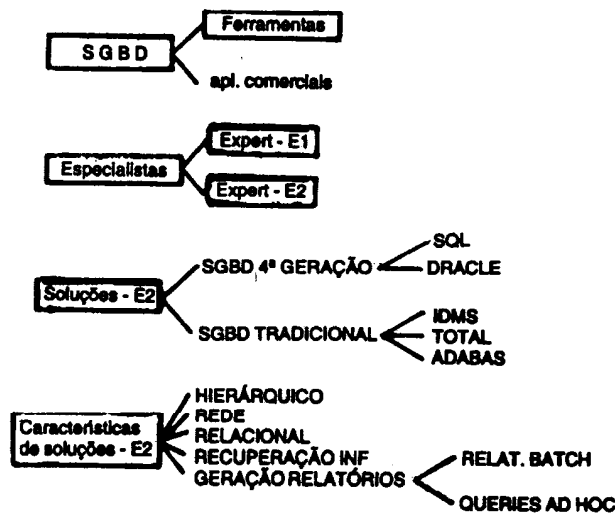 Ferramentas
SGBD
apl. comerciais
Expert - E1
Especialistas
Expert - E2
SQL
SGBD 4ª GERAÇÃO
DRACLE
Soluções - E2
IDMS
SGBD TRADICIONAL
TOTAL
ADABAS
HIERÁRQUICO
REDE
Características
RELACIONAL
de soluções - E2
RECUPERAÇÃO INF
RELAT. BATCH
GERAÇÃO RELATÓRIOS
QUERIES AD HOC